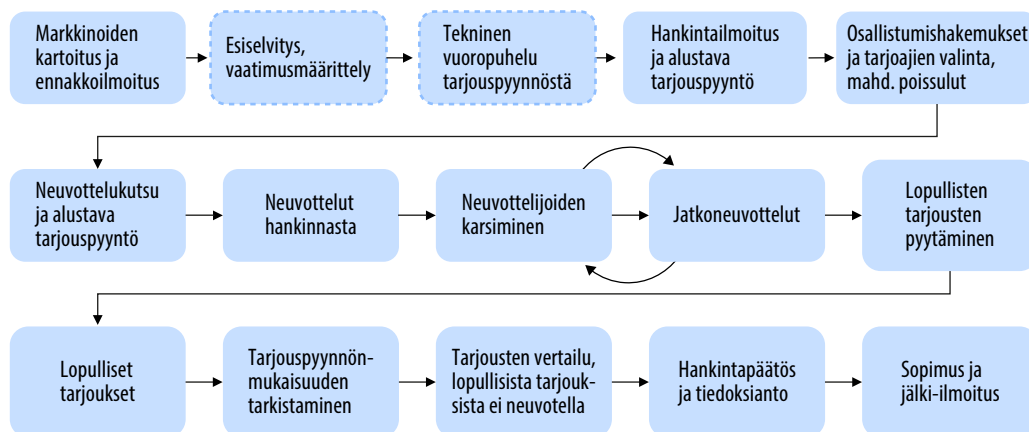 Markkinoiden
kartoitus ja
ennakkoilmoitus
Esiselvitys,
vaatimusmäärittely
Tekninen
vuoropuhelu
tarjouspyynnöstä
Hankintailmoitus
ja alustava
tarjouspyyntö
Osallistumishakemukset
ja tarjoajien valinta,
mahd. poissulut
Neuvottelukutsu
ja alustava
tarjouspyyntö
Neuvottelut
hankinnasta
Neuvottelijoiden
karsiminen
Jatkoneuvottelut
Lopullisten
tarjousten
pyytäminen
Lopulliset
tarjoukset
Tarjouspyynnön-
mukaisuuden
tarkistaminen
Tarjousten vertailu,
lopullisista tarjouk-
sista ei neuvotella
Hankintapäätös
ja tiedoksianto
Sopimus ja
jälki-ilmoitus